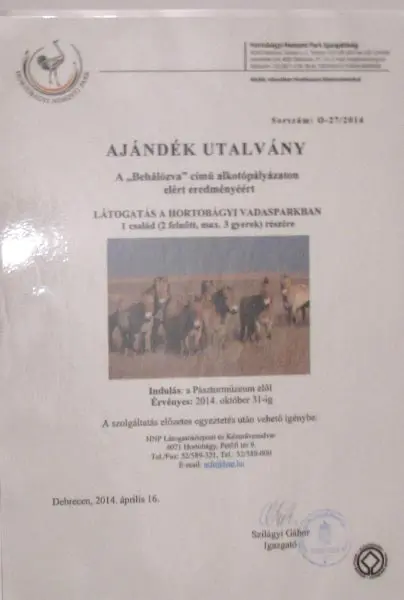 HORTOBÁGYI NEMZETI PARK
Hortobágyi Nemzeti Park Igazgatóság
Sorszám: O-27/2014
AJÁNDÉK UTALVÁNY
A „Behálózva” című alkotópályázaton
elért eredményéért
LÁTOGATÁS A HORTOBÁGYI VADASPARKBAN
1 család (2 felnőtt, max. 3 gyerek) részére
Indulás: a Pásztormúzeum elől
Érvényes: 2014. október 31-ig
A szolgáltatás előzetes egyeztetés után vehető igénybe.
HNP Látogatóközpont és Kézművesudvar
4071 Hortobágy, Petőfi tér 9.
Tel./Fax: 52/589-321, Tel.: 52/589-000
E-mail:
Debrecen, 2014. április 16.
Szilágyi Gábor
Igazgató